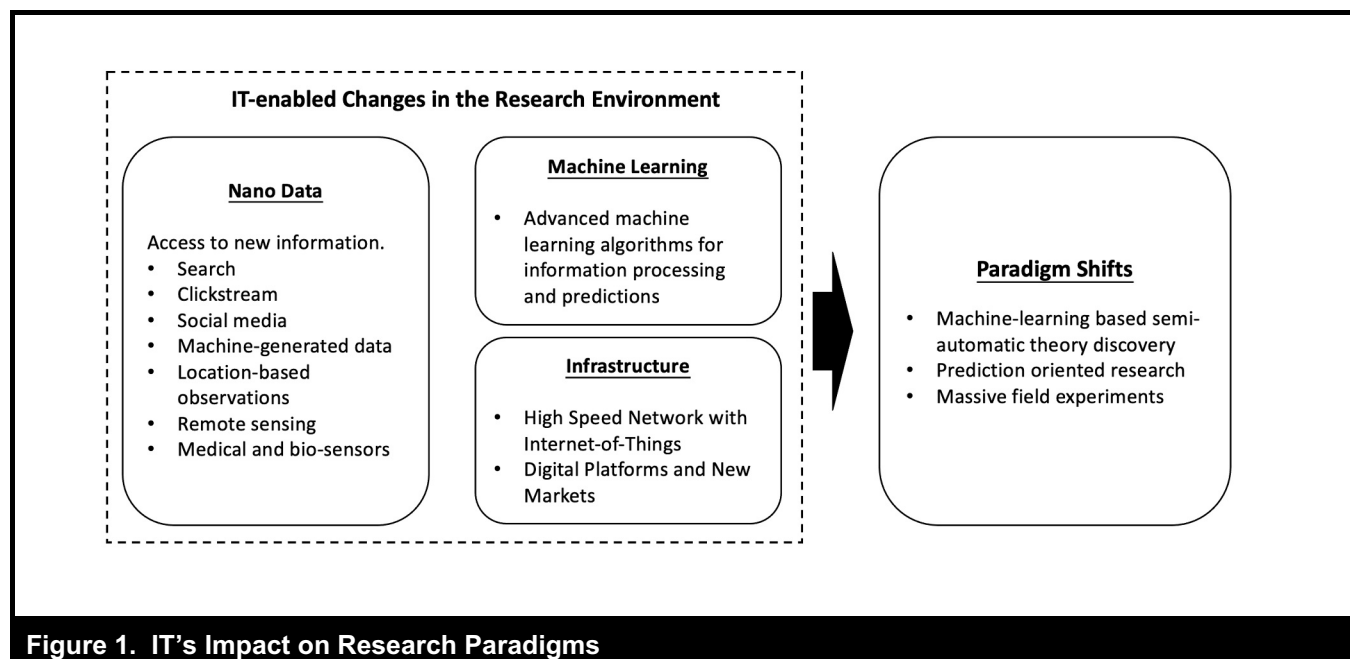 IT-enabled Changes in the Research Environment
Nano Data
Access to new information.
• Search
• Clickstream
• Social media
• Machine-generated data
• Location-based
observations
• Remote sensing
• Medical and bio-sensors
Machine Learning
• Advanced machine
learning algorithms for
information processing
and predictions
Infrastructure
• High Speed Network with
Internet-of-Things
• Digital Platforms and New
Markets
Paradigm Shifts
• Machine-learning based semi-
automatic theory discovery
• Prediction oriented research
• Massive field experiments
Figure 1. IT’s Impact on Research Paradigms